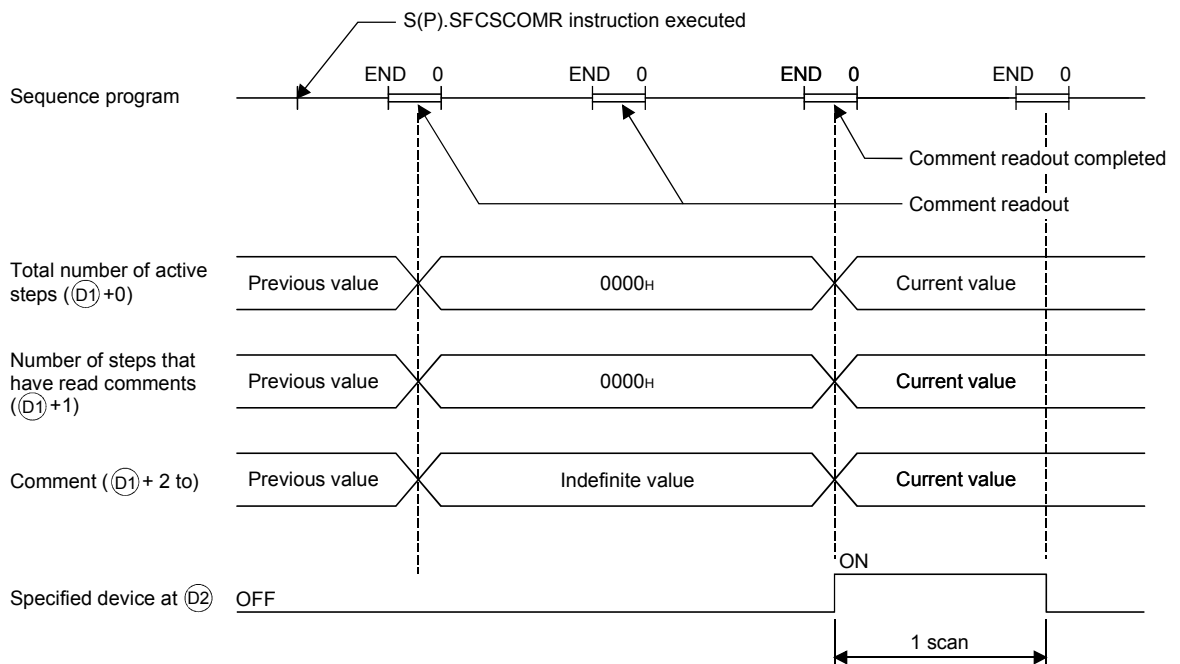 S(P).SFCSCOMR instruction executed
END 0 END 0 END 0 END 0
Sequence program
Comment readout completed
Comment readout
Total number of active
steps (D1+0)
Previous value 0000H Current value
Number of steps that
have read comments
(D1+1)
Previous value 0000H Current value
Comment (D1+ 2 to)
Previous value Indefinite value Current value
ON
Specified device at D2 OFF
1 scan